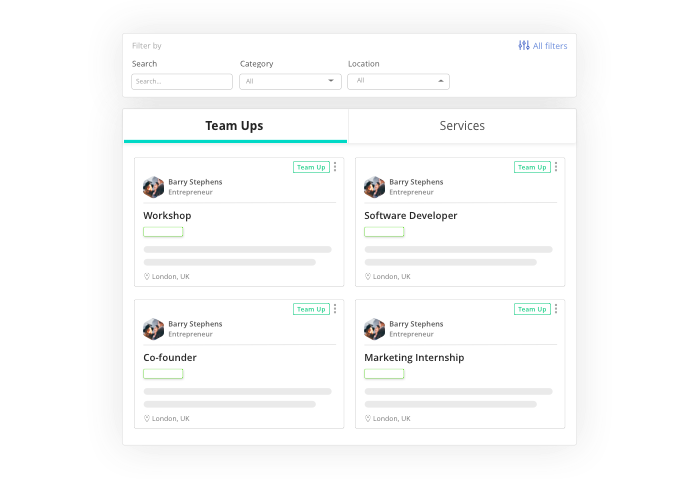 Filter by
All filters
Search
Category
Location
Search...
All
All
Team Ups
Services
Team Up
Barry Stephens
Entrepreneur
Workshop
London, UK
Team Up
Barry Stephens
Entrepreneur
Software Developer
London, UK
Team Up
Barry Stephens
Entrepreneur
Co-founder
London, UK
Team Up
Barry Stephens
Entrepreneur
Marketing Internship
London, UK